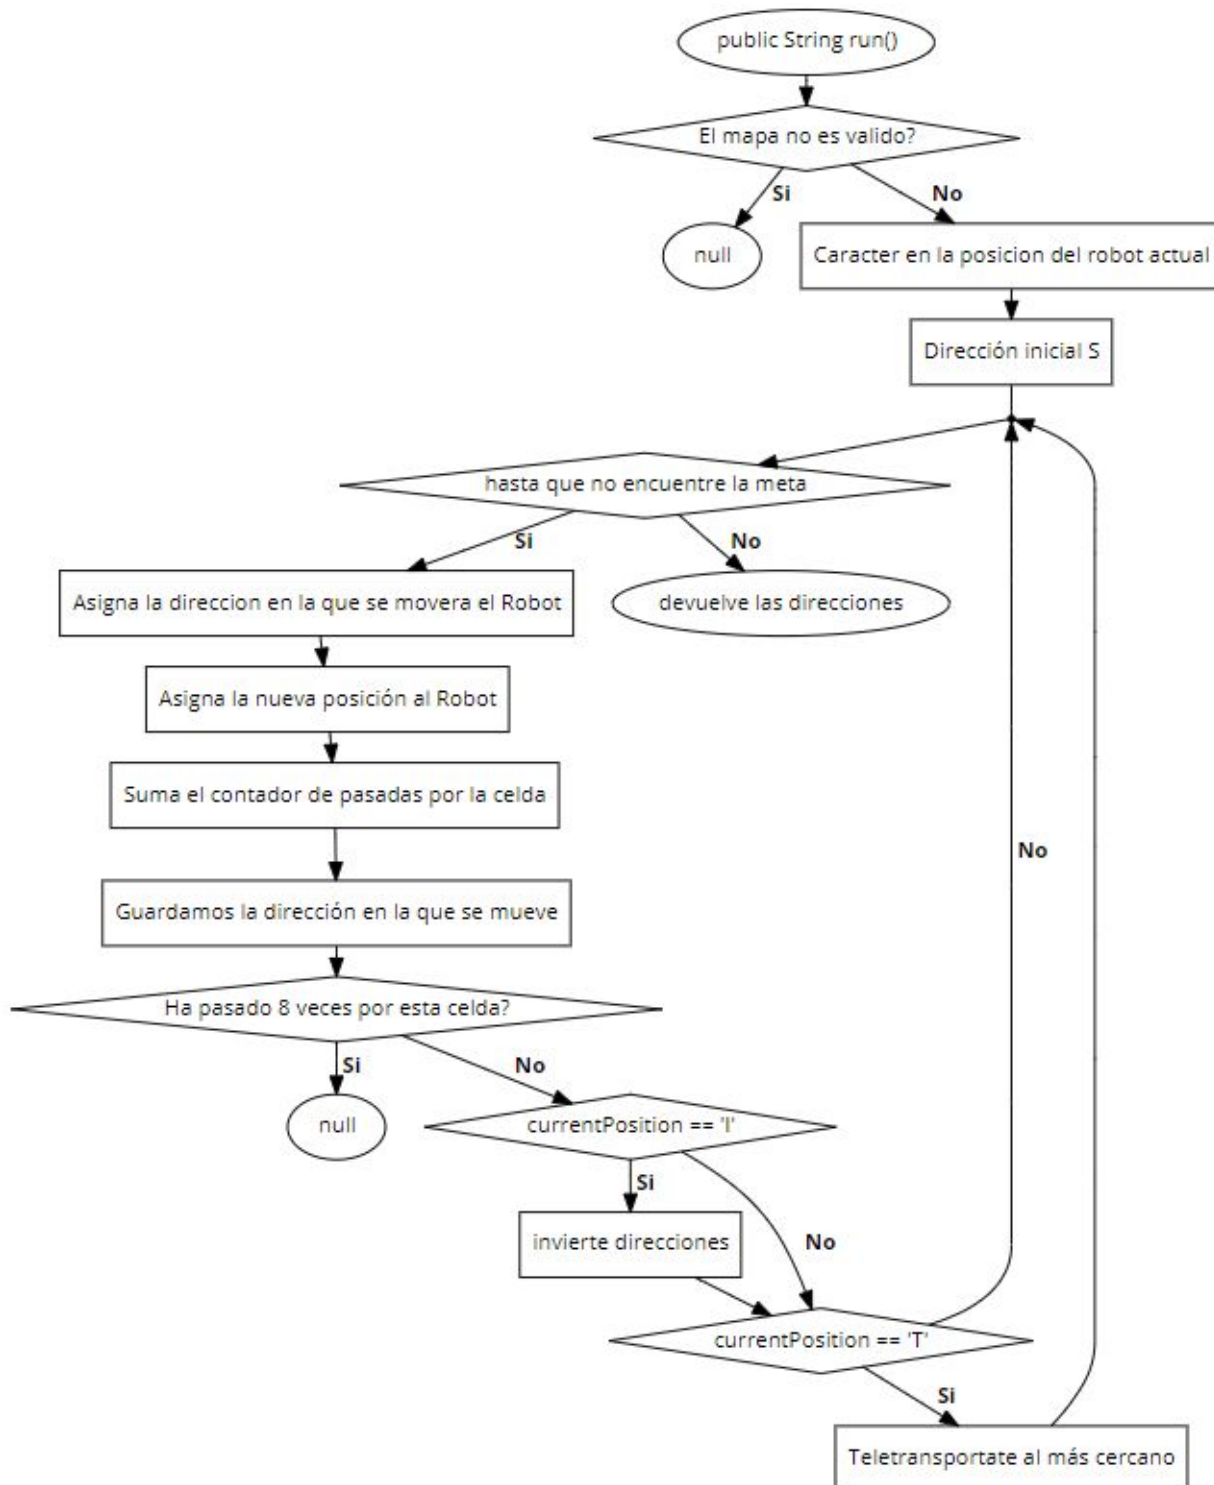 public String run()
El mapa no es valido?
Si
No
null
Caracter en la posicion del robot actual
Dirección inicial S
hasta que no encuentre la meta
Si
No
Asigna la direccion en la que se movera el Robot
devuelve las direcciones
Asigna la nueva posición al Robot
Suma el contador de pasadas por la celda
No
Guardamos la dirección en la que se mueve
Ha pasado 8 veces por esta celda?
Si
No
null
currentPosition == 'I'
Si
invierte direcciones
No
currentPosition == 'T'
Si
Teletransportate al más cercano